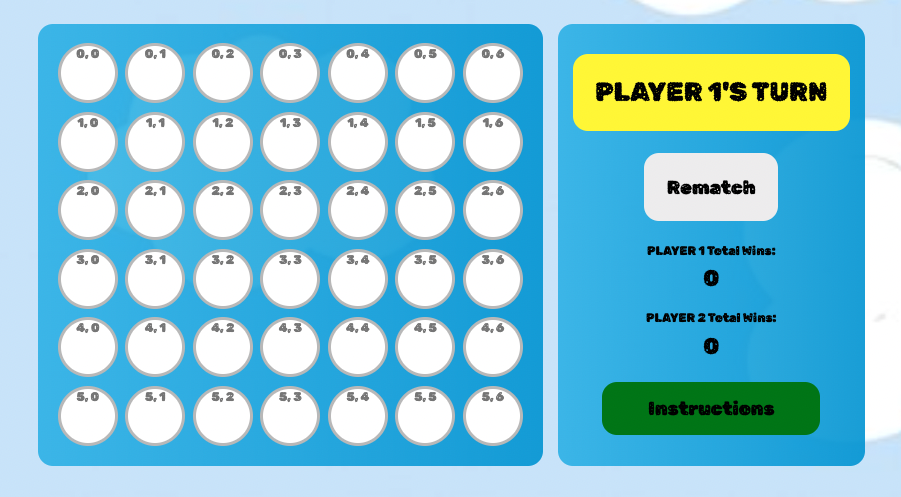 0, 0 0, 1 0, 2 0, 3 0, 4 0, 5 0, 6
1, 0 1, 1 1, 2 1, 3 1, 4 1, 5 1, 6
2, 0 2, 1 2, 2 2, 3 2, 4 2, 5 2, 6
3, 0 3, 1 3, 2 3, 3 3, 4 3, 5 3, 6
4, 0 4, 1 4, 2 4, 3 4, 4 4, 5 4, 6
5, 0 5, 1 5, 2 5, 3 5, 4 5, 5 5, 6
PLAYER 1'S TURN
Rematch
PLAYER 1 Total Wins:
0
PLAYER 2 Total Wins:
0
Instructions